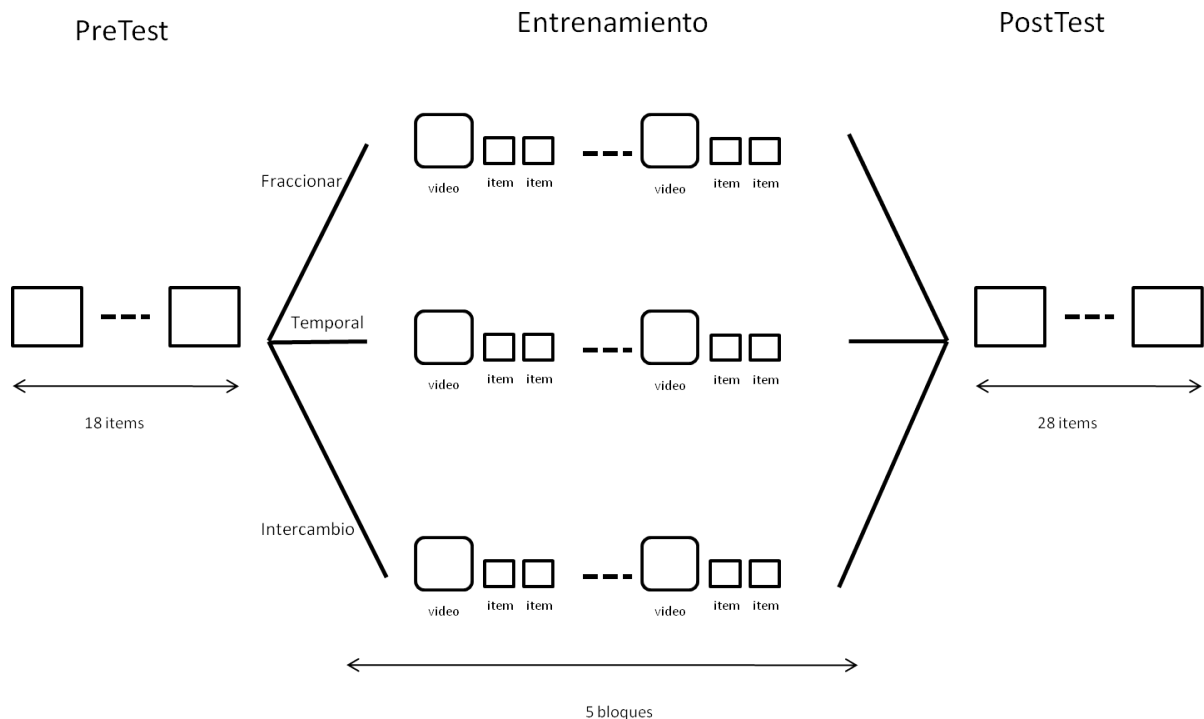 PreTest
Entrenamiento
PostTest
Fraccionar
video
item
item
video
item
item
Temporal
video
item
item
video
item
item
18 items
28 items
Intercambio
video
item
item
video
item
item
5 bloques